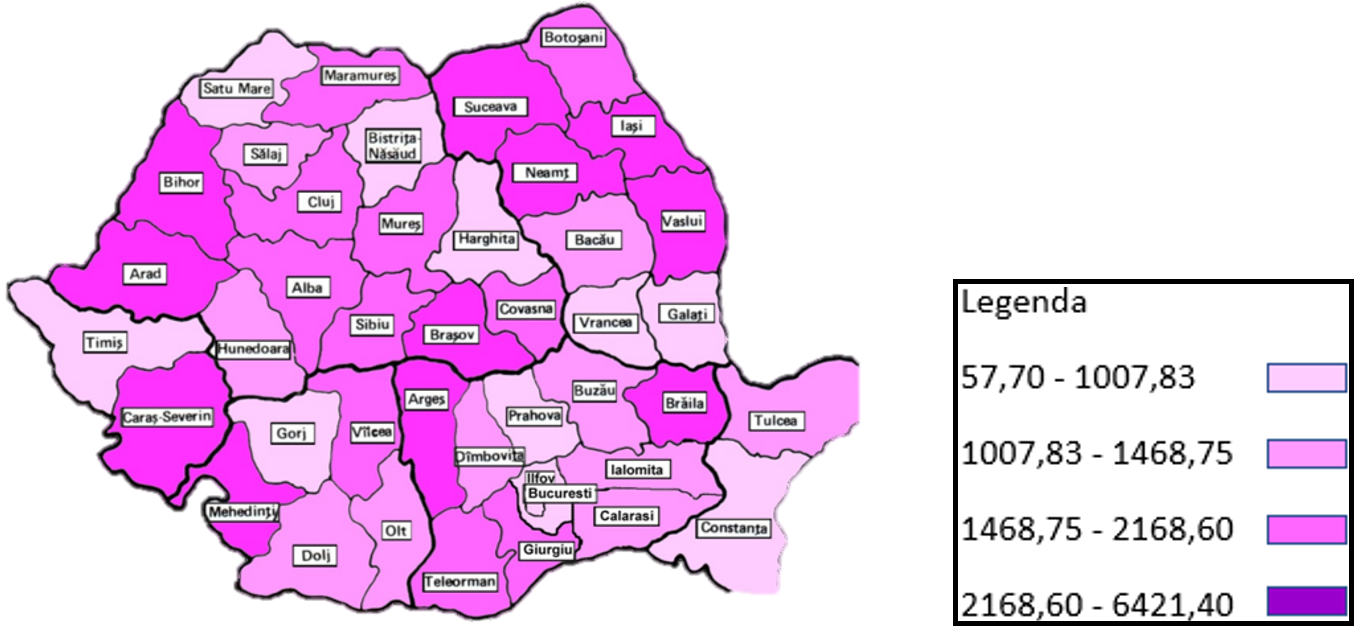 Botoșani
Satu Mare
Maramureș
Suceava
Iași
Bistrița-
Năsăud
Sălaj
Neamț
Bihor
Cluj
Mureș
Vaslui
Harghita
Bacău
Arad
Alba
Covasna
Sibiu
Brașov
Vrancea
Galați
Timiș
Hunedoara
Caraș-Severin
Argeș
Buzău
Brăila
Prahova
Tulcea
Gorj
Vîlcea
Dîmbovița
Ialomita
Ilfov
Bucuresti
Mehedinți
Calarasi
Constanța
Dolj
Olt
Giurgiu
Teleorman
Legenda
57,70 - 1007,83
1007,83 - 1468,75
1468,75 - 2168,60
2168,60 - 6421,40